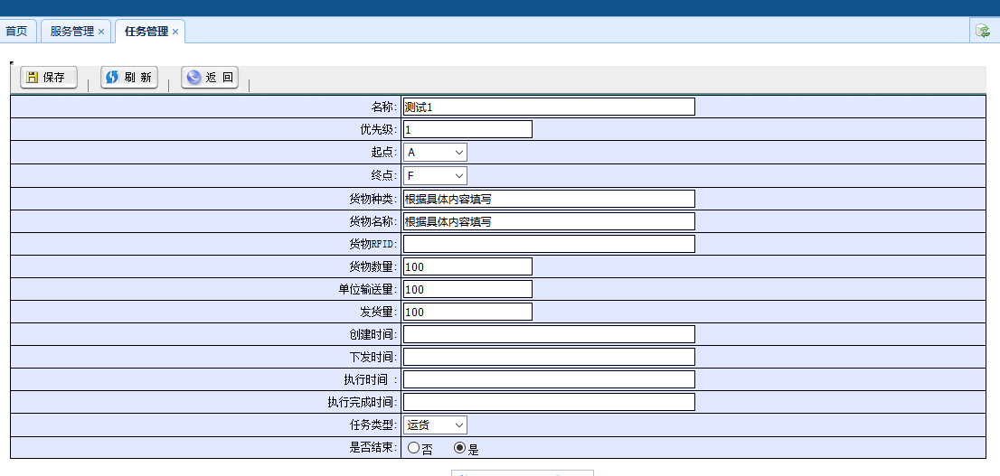 首页 服务管理 × 任务管理 ×
保存 | 刷 新 | 返 回 |
名称: 测试1
优先级: 1
起点: A
终点: F
货物种类: 根据具体内容填写
货物名称: 根据具体内容填写
货物RFID:
货物数量: 100
单位输送量: 100
发货量: 100
创建时间:
下发时间:
执行时间 :
执行完成时间:
任务类型: 运货
是否结束: 否 是